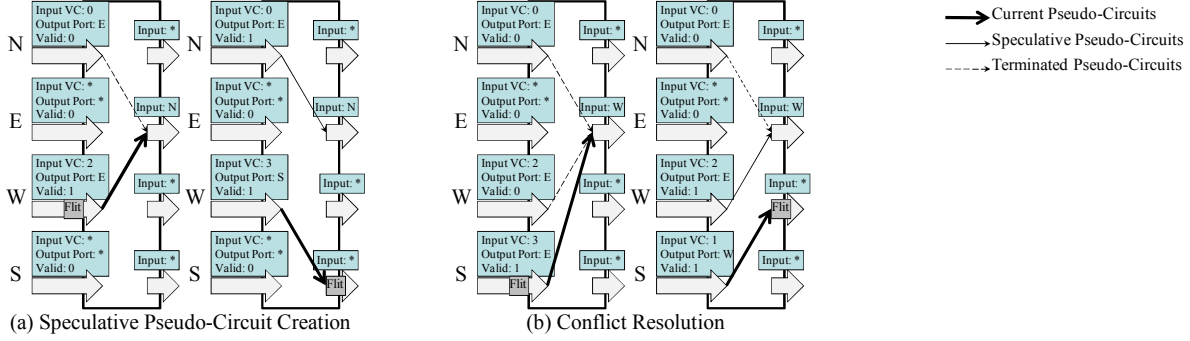 Input VC: 0
Output Port: E
Valid: 0
Input: *
N
Input VC: *
Output Port: *
Valid: 0
Input: N
E
Input VC: 2
Output Port: E
Valid: 1
Input: *
W
Flit
Input VC: *
Output Port: *
Valid: 0
Input: *
S
Input VC: 0
Output Port: E
Valid: 1
Input: *
N
Input VC: *
Output Port: *
Valid: 0
Input: N
E
Input VC: 3
Output Port: S
Valid: 1
Input: *
W
Input VC: *
Output Port: *
Valid: 0
Input: *
S
Flit
(a) Speculative Pseudo-Circuit Creation
Input VC: 0
Output Port: E
Valid: 0
Input: *
N
Input VC: *
Output Port: *
Valid: 0
Input: W
E
Input VC: 2
Output Port: E
Valid: 0
Input: *
W
Input VC: 3
Output Port: E
Valid: 1
Input: *
S
Flit
Input VC: 0
Output Port: E
Valid: 0
Input: *
N
Input VC: *
Output Port: *
Valid: 0
Input: W
E
Input VC: 2
Output Port: E
Valid: 1
Input: *
W
Flit
Input VC: 1
Output Port: W
Valid: 1
Input: *
S
(b) Conflict Resolution
Current Pseudo-Circuits
Speculative Pseudo-Circuits
Terminated Pseudo-Circuits